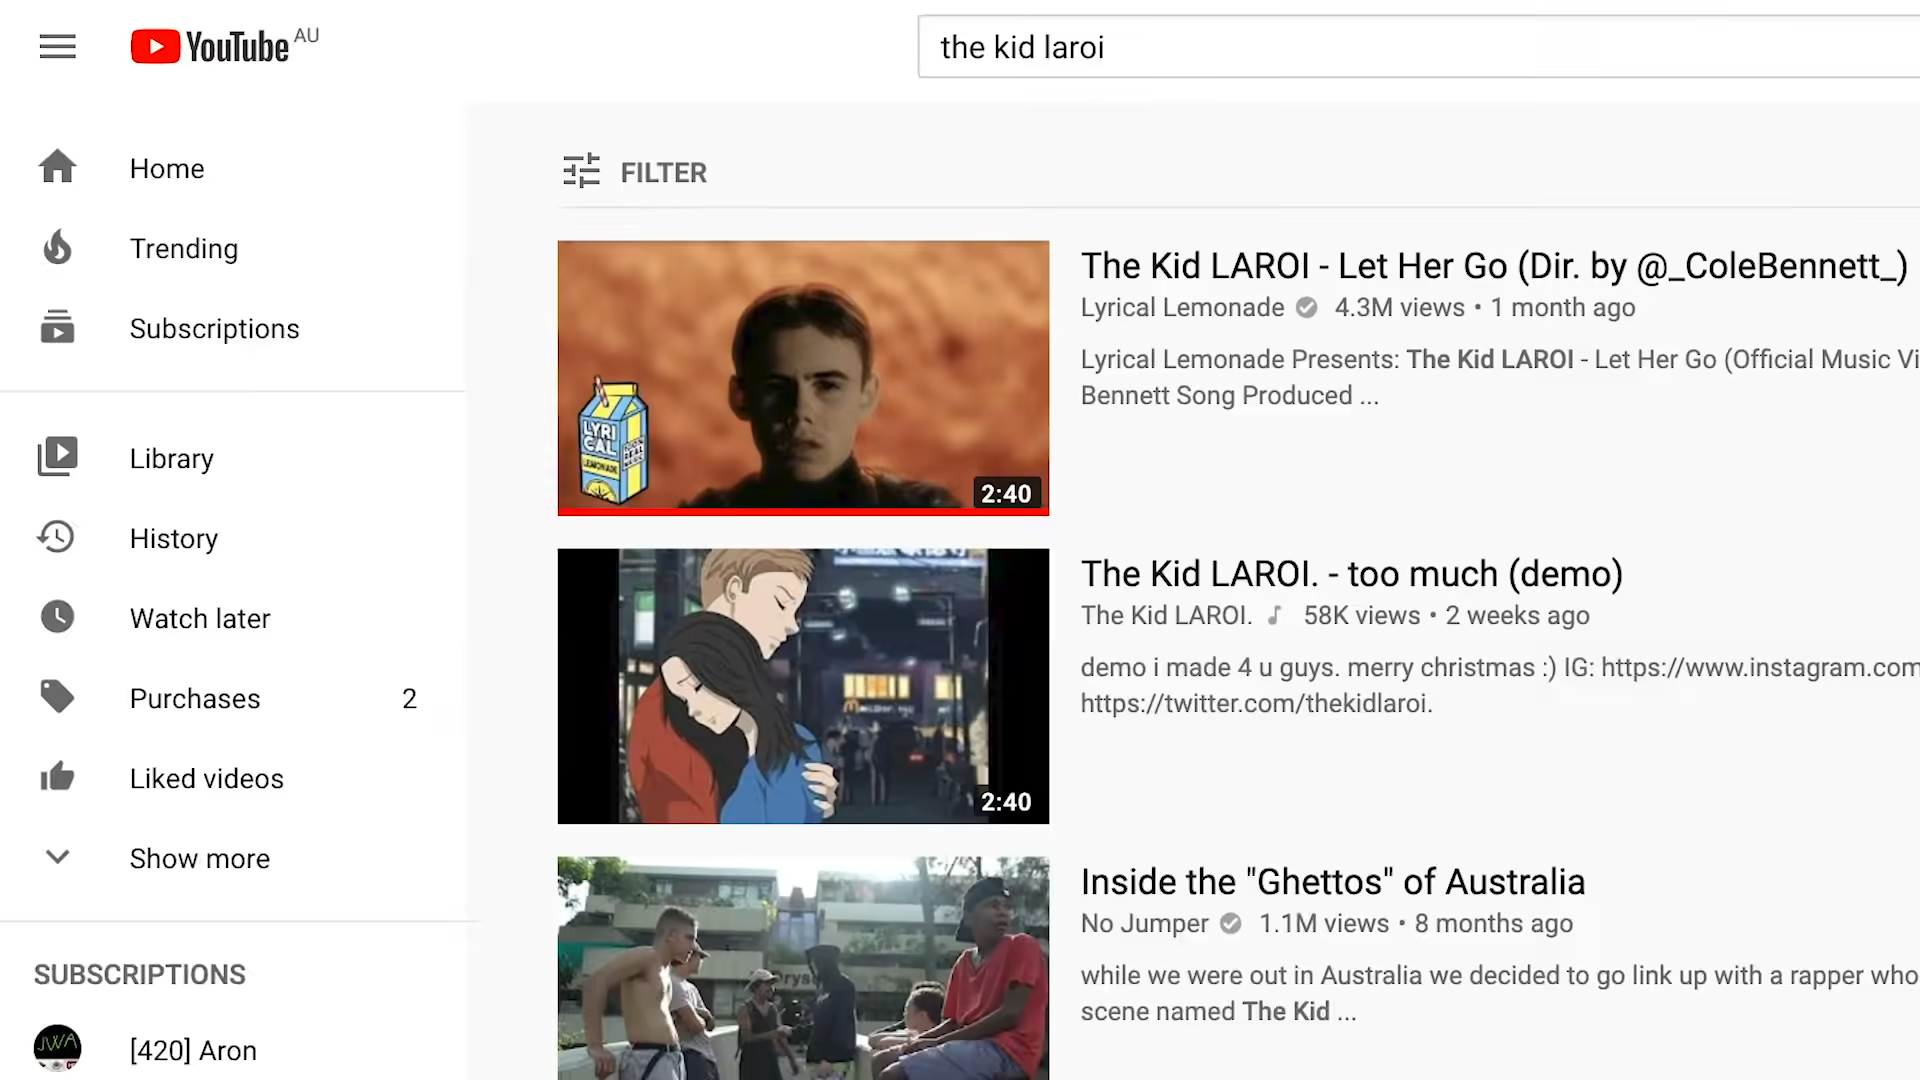 YouTube AU
the kid laroi
Home
Trending
Subscriptions
Library
History
Watch later
Purchases 2
Liked videos
Show more
SUBSCRIPTIONS
[420] Aron
FILTER
LYRI
CAL
LEMONADE
2:40
The Kid LAROI - Let Her Go (Dir. by @_ColeBennett_)
Lyrical Lemonade 4.3M views • 1 month ago
Lyrical Lemonade Presents: The Kid LAROI - Let Her Go (Official Music Vi
Bennett Song Produced ...
2:40
The Kid LAROI. - too much (demo)
The Kid LAROI. 58K views • 2 weeks ago
demo i made 4 u guys. merry christmas :) IG: https://www.instagram.com
https://twitter.com/thekidlaroi.
Inside the "Ghettos" of Australia
No Jumper 1.1M views • 8 months ago
while we were out in Australia we decided to go link up with a rapper who
scene named The Kid ...
JWA